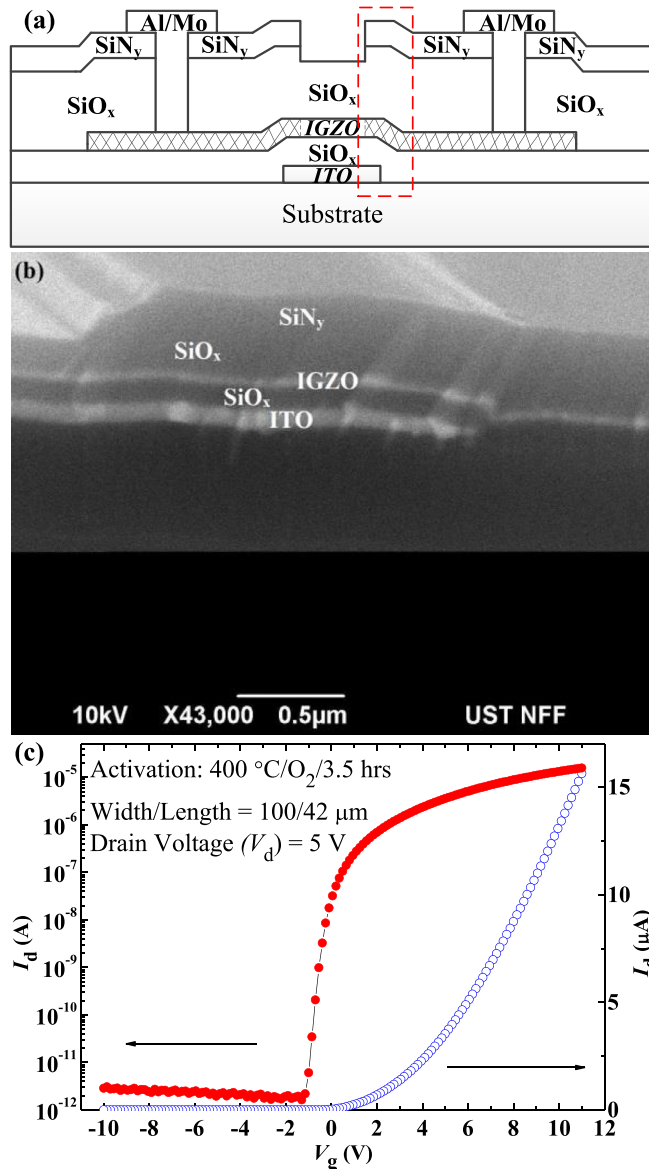 (a)
Al/Mo
Al/Mo
SiNy
SiNy
SiNy
SiNy
SiOx
SiOx
SiOx
IGZO
SiOx
ITO
Substrate
(b)
SiNy
SiOx
IGZO
SiOx
ITO
10kV X43,000 0.5μm UST NFF
(c)
Activation: 400 °C/O2/3.5 hrs
Width/Length = 100/42 μm
Drain Voltage (Vd) = 5 V
10-5
10-6
10-7
10-8
10-9
10-10
10-11
10-12
Id (A)
15
10
5
0
Id (μA)
-10 -8 -6 -4 -2 0 2 4 6 8 10 12
Vg (V)